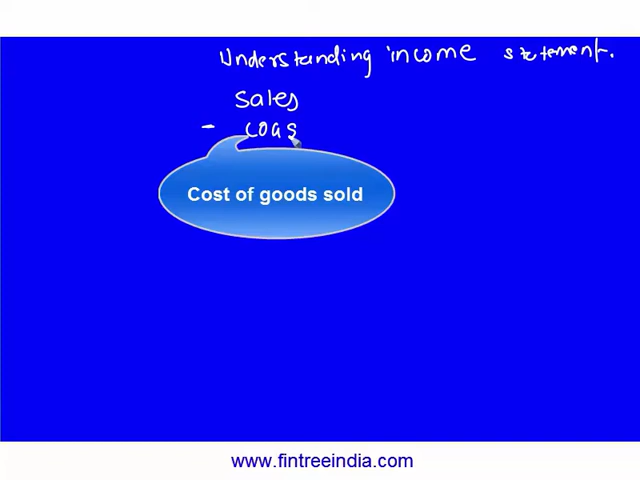 Understanding income statement.
Sales
- COGS
Cost of goods sold
www.fintreeindia.com